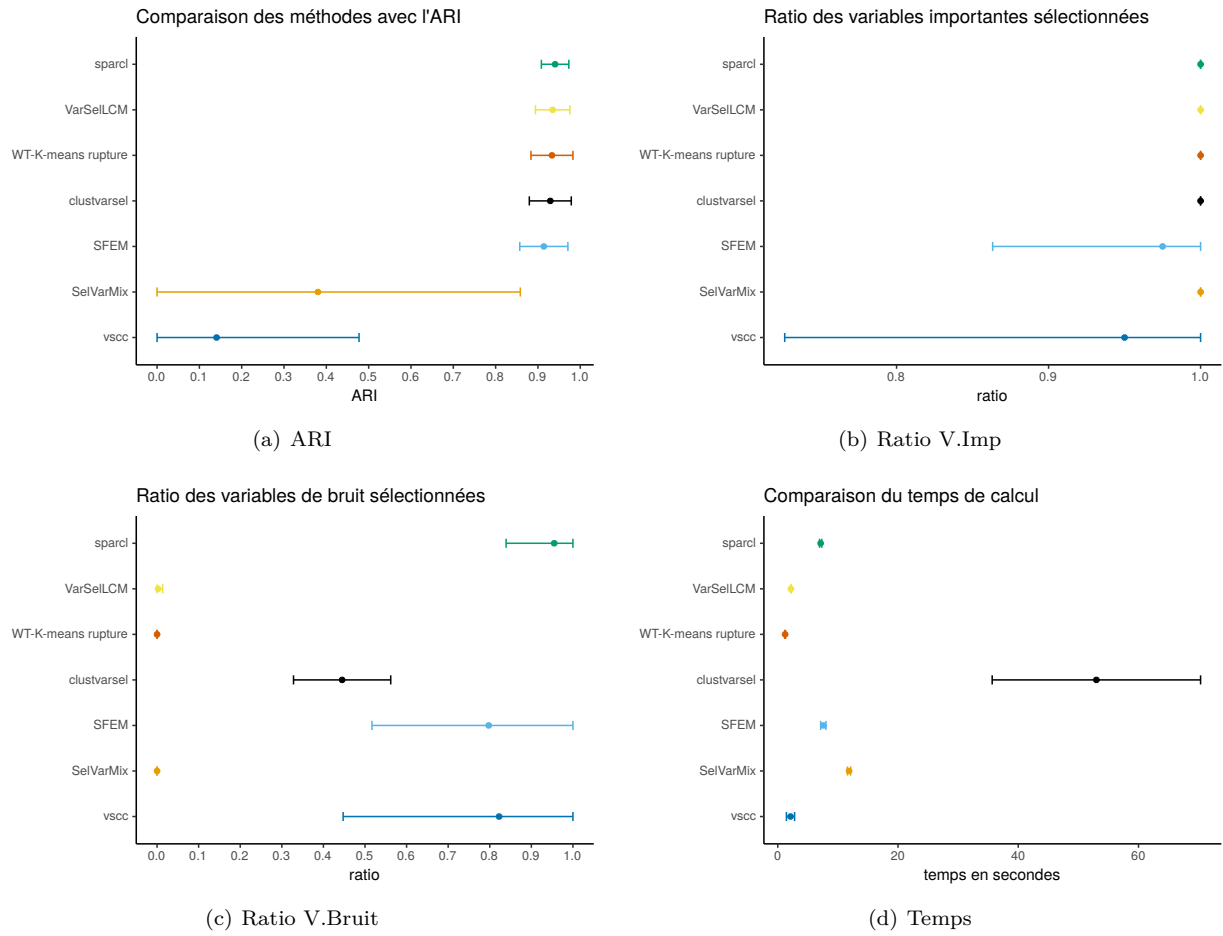 Comparaison des méthodes avec l'ARI
sparcl
VarSelLCM
WT-K-means rupture
clustvarsel
SFEM
SelVarMix
vscc
0.0 0.1 0.2 0.3 0.4 0.5 0.6 0.7 0.8 0.9 1.0
ARI
(a) ARI
Ratio des variables importantes sélectionnées
sparcl
VarSelLCM
WT-K-means rupture
clustvarsel
SFEM
SelVarMix
vscc
0.8 0.9 1.0
ratio
(b) Ratio V.Imp
Ratio des variables de bruit sélectionnées
sparcl
VarSelLCM
WT-K-means rupture
clustvarsel
SFEM
SelVarMix
vscc
0.0 0.1 0.2 0.3 0.4 0.5 0.6 0.7 0.8 0.9 1.0
ratio
(c) Ratio V.Bruit
Comparaison du temps de calcul
sparcl
VarSelLCM
WT-K-means rupture
clustvarsel
SFEM
SelVarMix
vscc
0 20 40 60
temps en secondes
(d) Temps